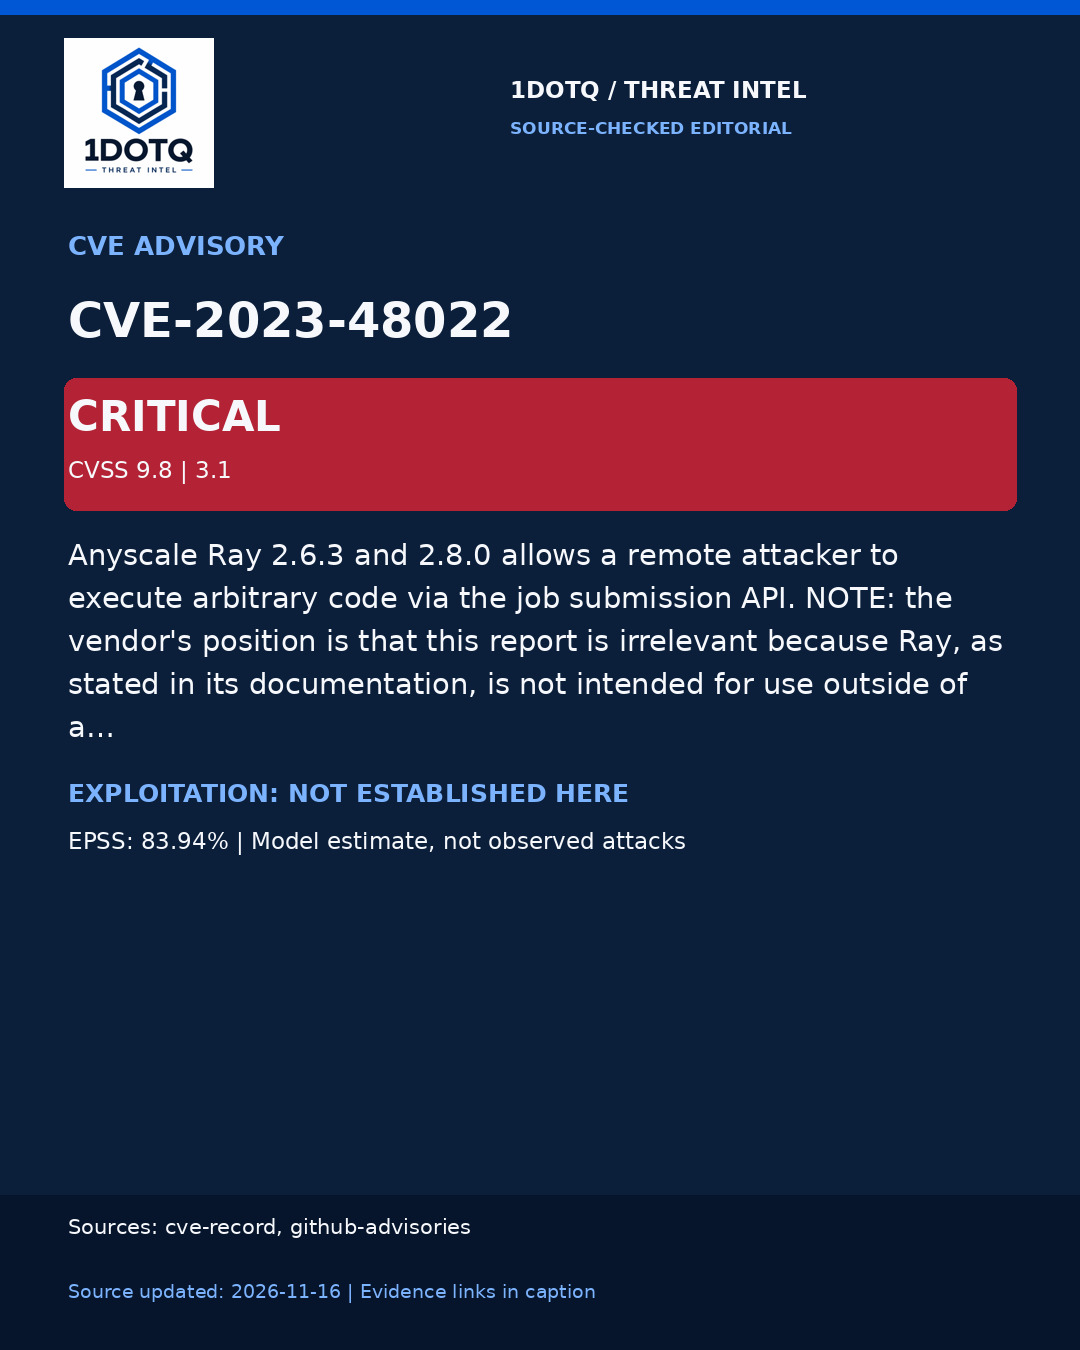 1DOTQ
THREAT INTEL
1DOTQ / THREAT INTEL
SOURCE-CHECKED EDITORIAL
CVE ADVISORY
CVE-2023-48022
CRITICAL
CVSS 9.8 | 3.1
Anyscale Ray 2.6.3 and 2.8.0 allows a remote attacker to
execute arbitrary code via the job submission API. NOTE: the
vendor's position is that this report is irrelevant because Ray, as
stated in its documentation, is not intended for use outside of
a...
EXPLOITATION: NOT ESTABLISHED HERE
EPSS: 83.94% | Model estimate, not observed attacks
Sources: cve-record, github-advisories
Source updated: 2026-11-16 | Evidence links in caption